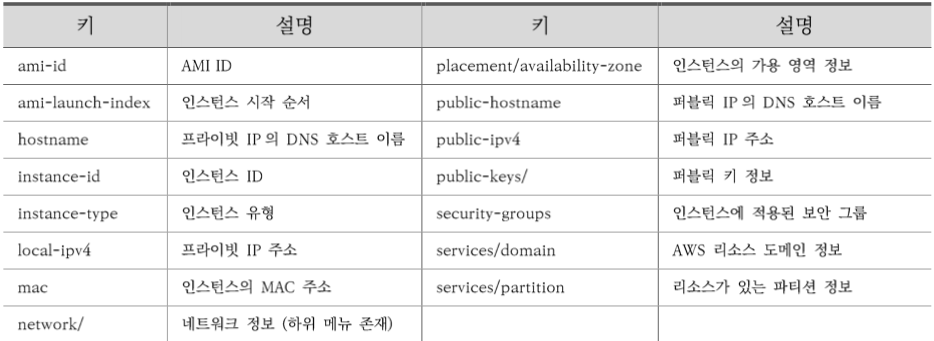 키 설명 키 설명
ami-id AMI ID placement/availability-zone 인스턴스의 가용 영역 정보
ami-launch-index 인스턴스 시작 순서 public-hostname 퍼블릭 IP의 DNS 호스트 이름
hostname 프라이빗 IP의 DNS 호스트 이름 public-ipv4 퍼블릭 IP 주소
instance-id 인스턴스 ID public-keys/ 퍼블릭 키 정보
instance-type 인스턴스 유형 security-groups 인스턴스에 적용된 보안 그룹
local-ipv4 프라이빗 IP 주소 services/domain AWS 리소스 도메인 정보
mac 인스턴스의 MAC 주소 services/partition 리소스가 있는 파티션 정보
network/ 네트워크 정보 (하위 메뉴 존재)